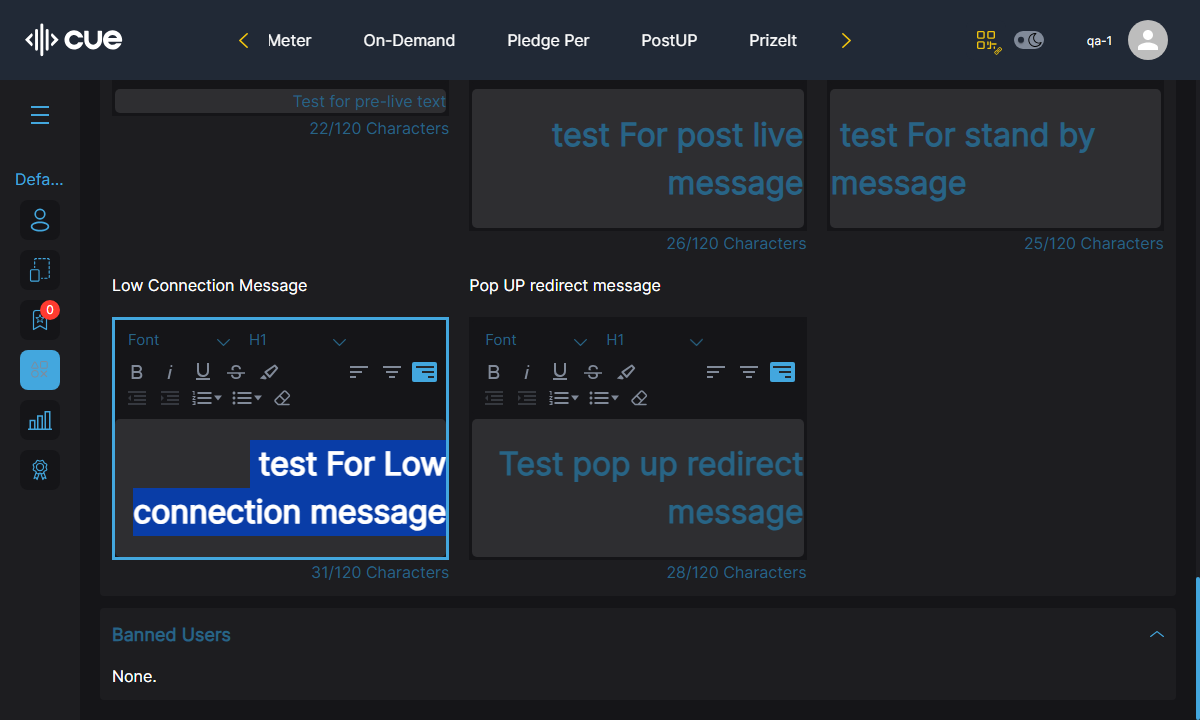 cue
Meter
On-Demand
Pledge Per
PostUP
PrizeIt
qa-1
Defa...
0
Test for pre-live text
22/120 Characters
test For post live
message
26/120 Characters
test For stand by
message
25/120 Characters
Low Connection Message
Font
H1
B
i
U
S
test For Low
connection message
31/120 Characters
Pop UP redirect message
Font
H1
B
i
U
S
Test pop up redirect
message
28/120 Characters
Banned Users
None.